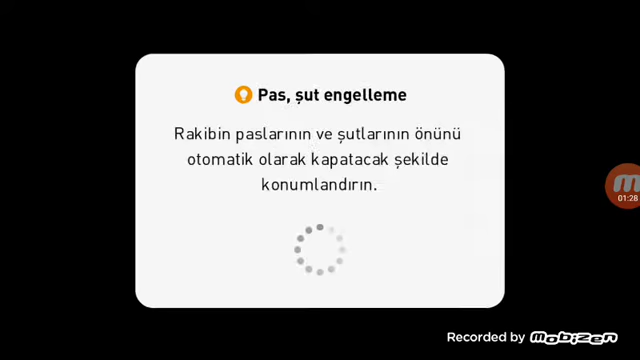 Pas, şut engelleme
Rakibin paslarının ve şutlarının önünü
otomatik olarak kapatacak şekilde
konumlandırın.
01:28
Recorded by mobizen